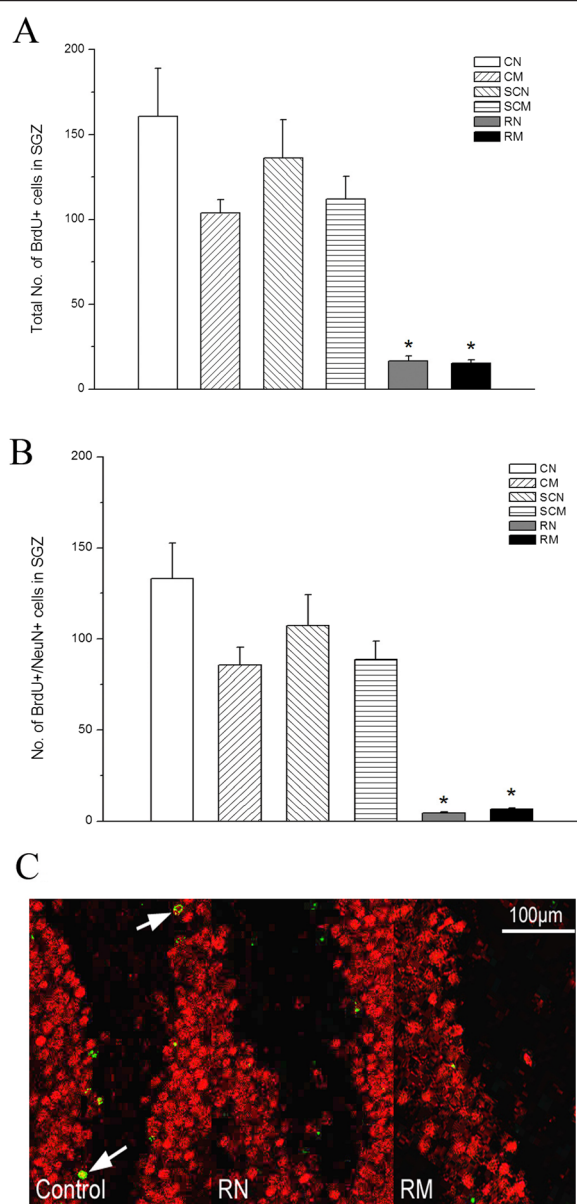 A
200
150
100
50
0
Total No. of BrdU+ cells in SGZ
CN
CM
SCN
SCM
RN
RM
*
*
B
200
150
100
50
0
No. of BrdU+/NeuN+ cells in SGZ
CN
CM
SCN
SCM
RN
RM
*
*
C
100µm
Control
RN
RM